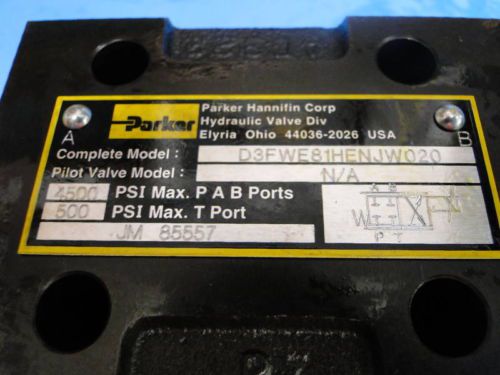 Parker
Parker Hannifin Corp
Hydraulic Valve Div
Elyria Ohio 44036-2026 USA
A
B
Complete Model : D3FWE81HENJW020
Pilot Valve Model : N/A
4500 PSI Max. P A B Ports
500 PSI Max. T Port
JM 85557
A B
W
P T